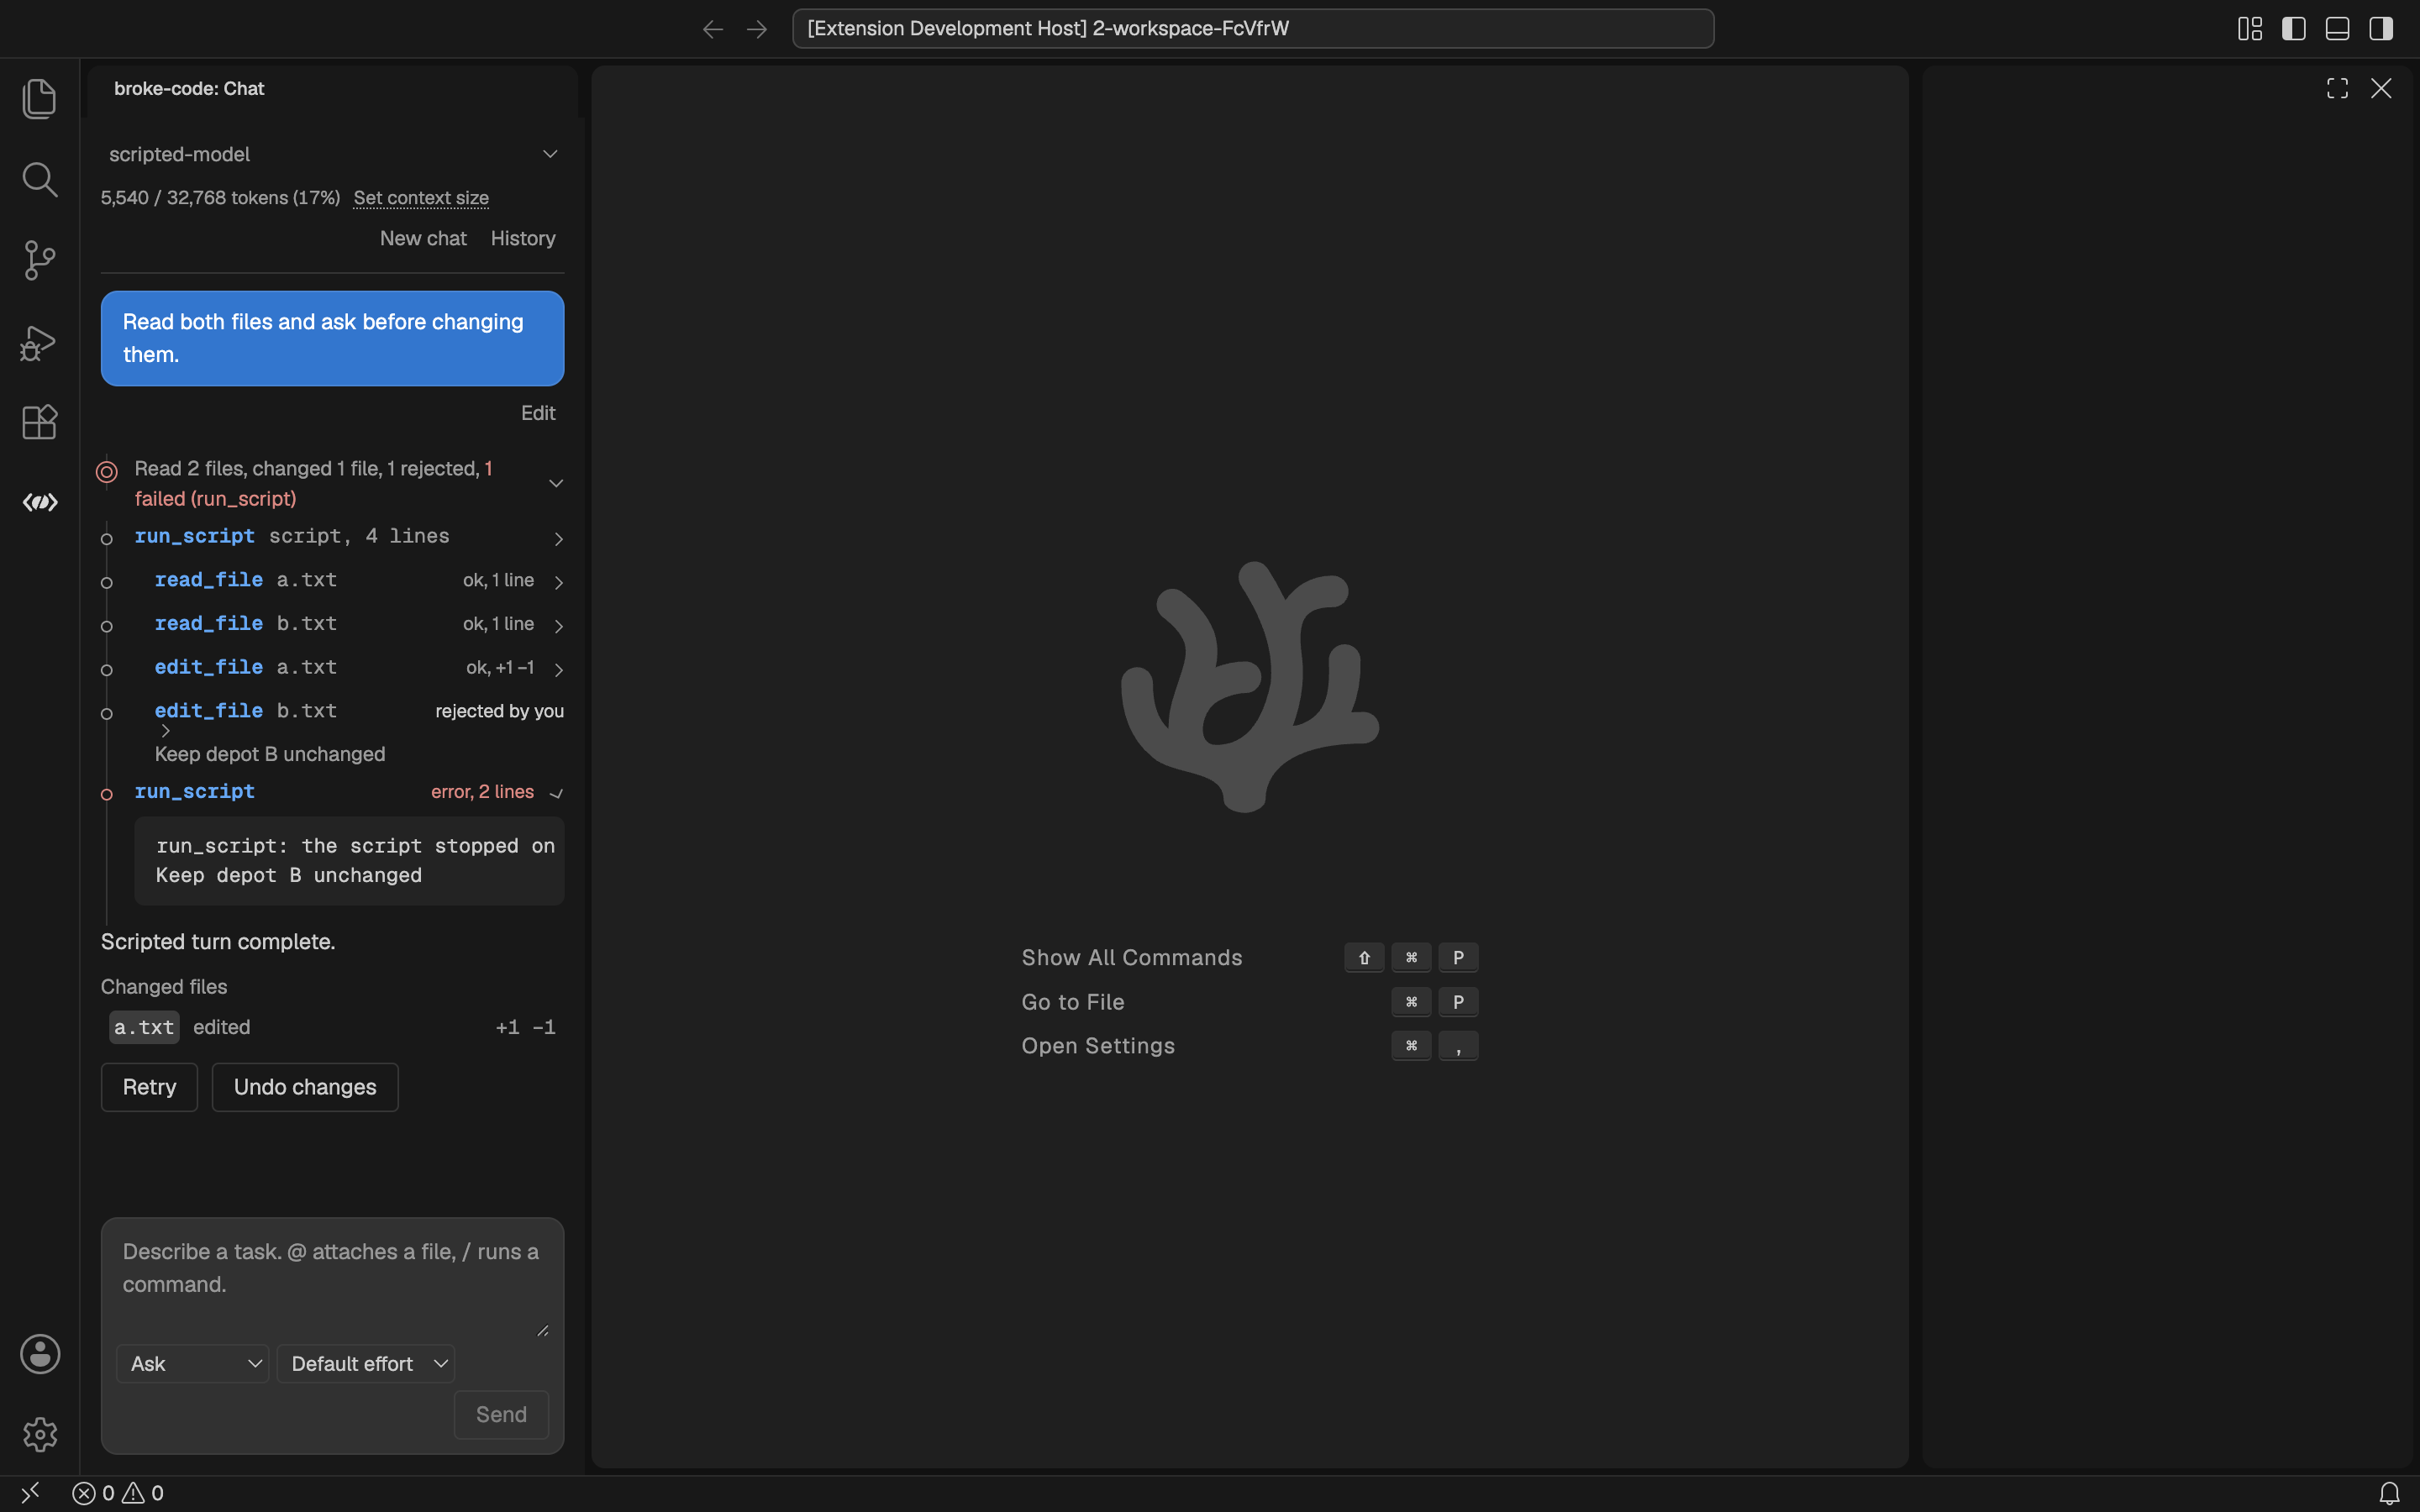 [Extension Development Host] 2-workspace-FcVfrW
broke-code: Chat
scripted-model
5,540 / 32,768 tokens (17%) Set context size
New chat History
Read both files and ask before changing
them.
Edit
Read 2 files, changed 1 file, 1 rejected, 1
failed (run_script)
run_script script, 4 lines
read_file a.txt ok, 1 line
read_file b.txt ok, 1 line
edit_file a.txt ok, +1 −1
edit_file b.txt rejected by you
Keep depot B unchanged
run_script error, 2 lines
run_script: the script stopped on
Keep depot B unchanged
Scripted turn complete.
Changed files
a.txt edited +1 −1
Retry Undo changes
Describe a task. @ attaches a file, / runs a
command.
Ask Default effort
Send
Show All Commands ⇧ ⌘ P
Go to File ⌘ P
Open Settings ⌘ ,
0 0